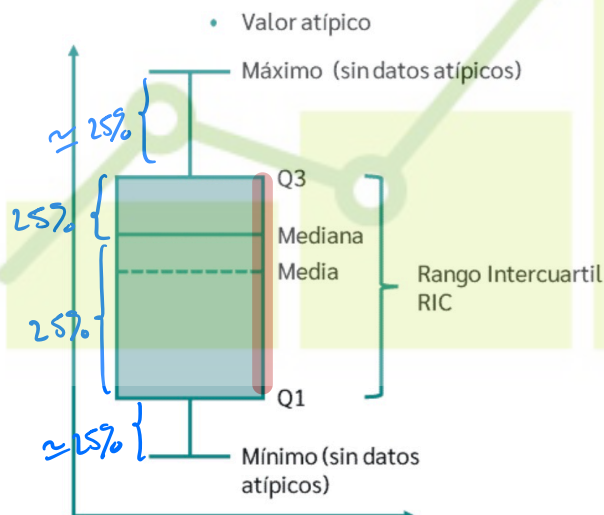 Valor atípico
Máximo (sin datos atípicos)
≃ 25%
Q3
25%
Mediana
Media
Rango Intercuartil
RIC
25%
Q1
≃ 25%
Mínimo (sin datos
atípicos)